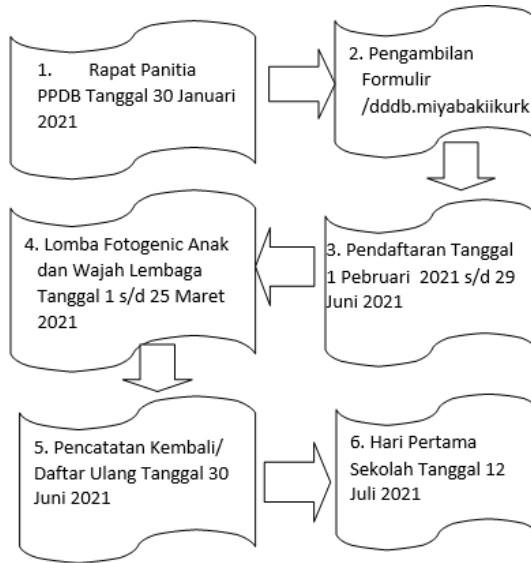 1. Rapat Panitia
PPDB Tanggal 30 Januari
2021
2. Pengambilan
Formulir
/dddb.miyabakiikurk
3. Pendaftaran Tanggal
1 Pebruari 2021 s/d 29
Juni 2021
4. Lomba Fotogenic Anak
dan Wajah Lembaga
Tanggal 1 s/d 25 Maret
2021
5. Pencatatan Kembali/
Daftar Ulang Tanggal 30
Juni 2021
6. Hari Pertama
Sekolah Tanggal 12
Juli 2021